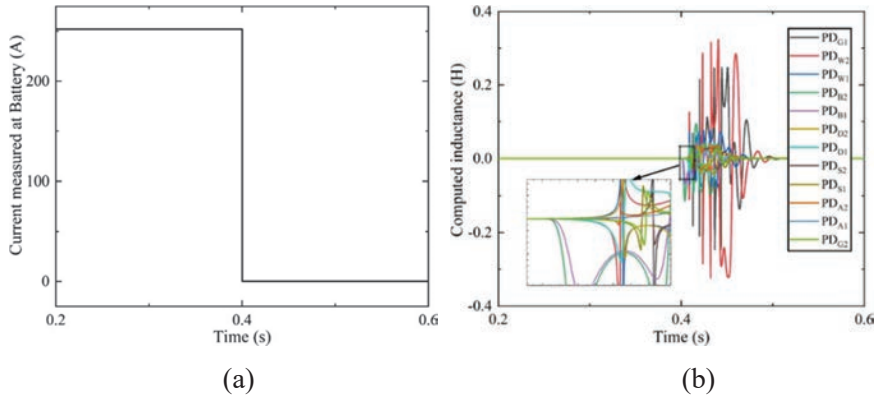 Current measured at Battery (A)
200
100
0
0.2
0.4
0.6
Time (s)
(a)
Computed inductance (H)
0.4
0.2
0.0
-0.2
-0.4
0.2
0.4
0.6
Time (s)
PD_G1
PD_W2
PD_W1
PD_B2
PD_B1
PD_D2
PD_D1
PD_S2
PD_S1
PD_A2
PD_A1
PD_G2
(b)